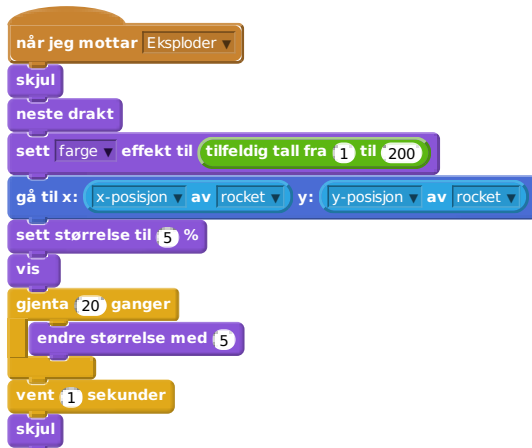 når jeg mottar Eksploder
skjul
neste drakt
sett farge effekt til tilfeldig tall fra 1 til 200
gå til x: x-posisjon av rocket y: y-posisjon av rocket
sett størrelse til 5 %
vis
gjenta 20 ganger
endre størrelse med 5
vent 1 sekunder
skjul